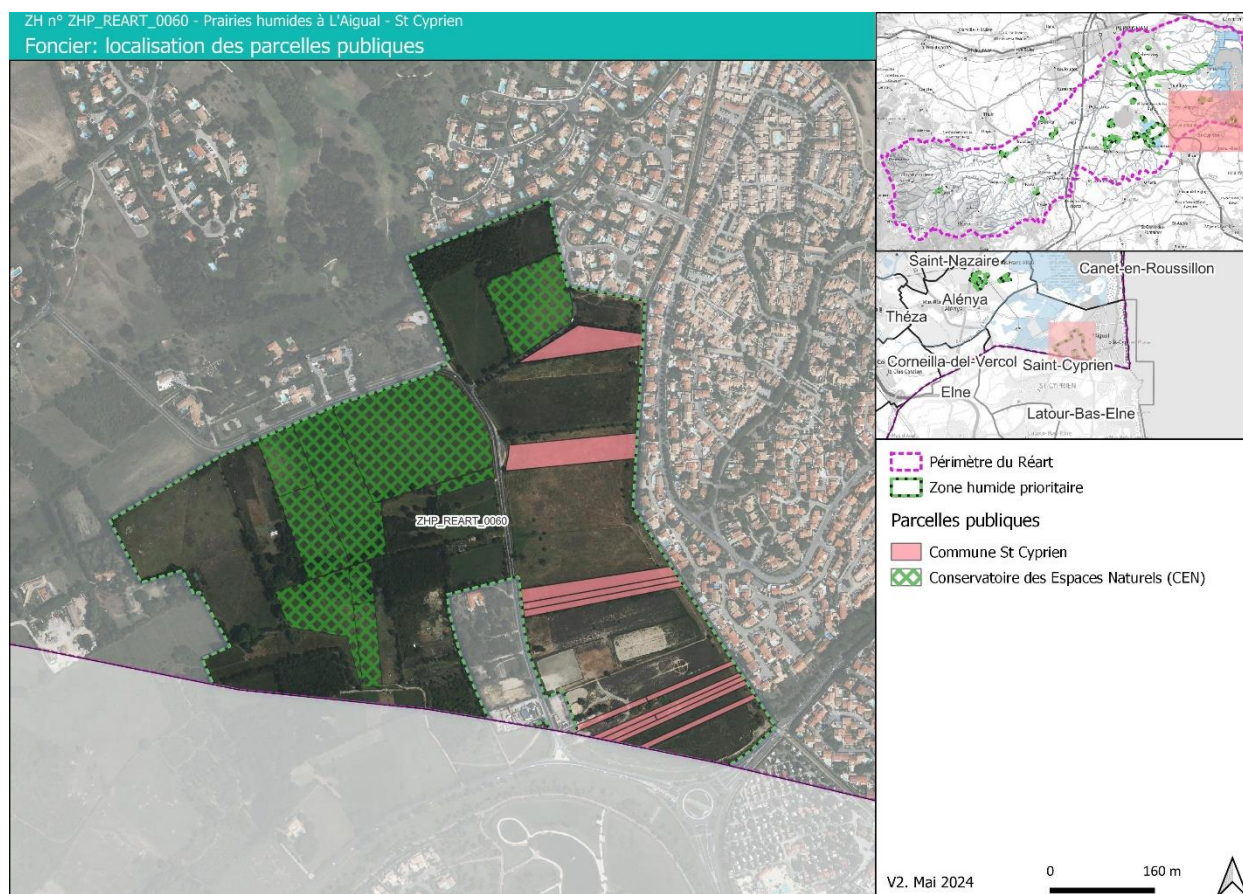 ZH n° ZHP_REART_0060 - Prairies humides à L'Aigual - St Cyprien
Foncier: localisation des parcelles publiques
ZHP_REART_0060
Saint-Nazaire
Canet-en-Roussillon
Alénya
Théza
Corneilla-del-Vercol
Saint-Cyprien
Elne
ST CYPRIEN
Latour-Bas-Elne
Périmètre du Réart
Zone humide prioritaire
Parcelles publiques
Commune St Cyprien
Conservatoire des Espaces Naturels (CEN)
V2. Mai 2024
0 160 m